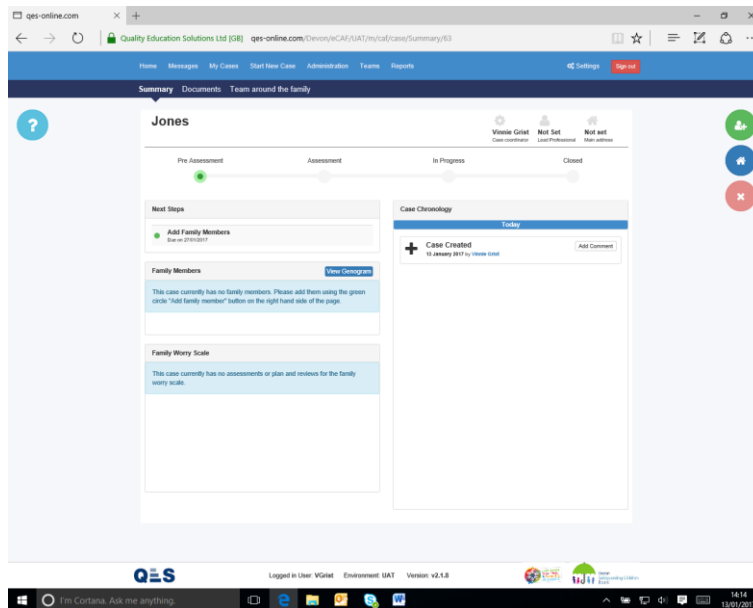 qes-online.com
Quality Education Solutions Ltd [GB] qes-online.com/Devon/eCAF/UAT/m/caf/case/Summary/63
Home Messages My Cases Start New Case Administration Teams Reports Settings Sign out
Summary Documents Team around the family
?
Jones
Vinnie Grist Not Set Not set
Case coordinator Lead Professional Main address
Pre Assessment Assessment In Progress Closed
Next Steps
Add Family Members
Due on 27/01/2017
Family Members View Genogram
This case currently has no family members. Please add them using the green
circle "Add family member" button on the right hand side of the page.
Family Worry Scale
This case currently has no assessments or plan and reviews for the family
worry scale.
Case Chronology
Today
Case Created Add Comment
13 January 2017 by Vinnie Grist
QES Logged in User: VGrist Environment: UAT Version: v2.1.8
I'm Cortana. Ask me anything.
14:14